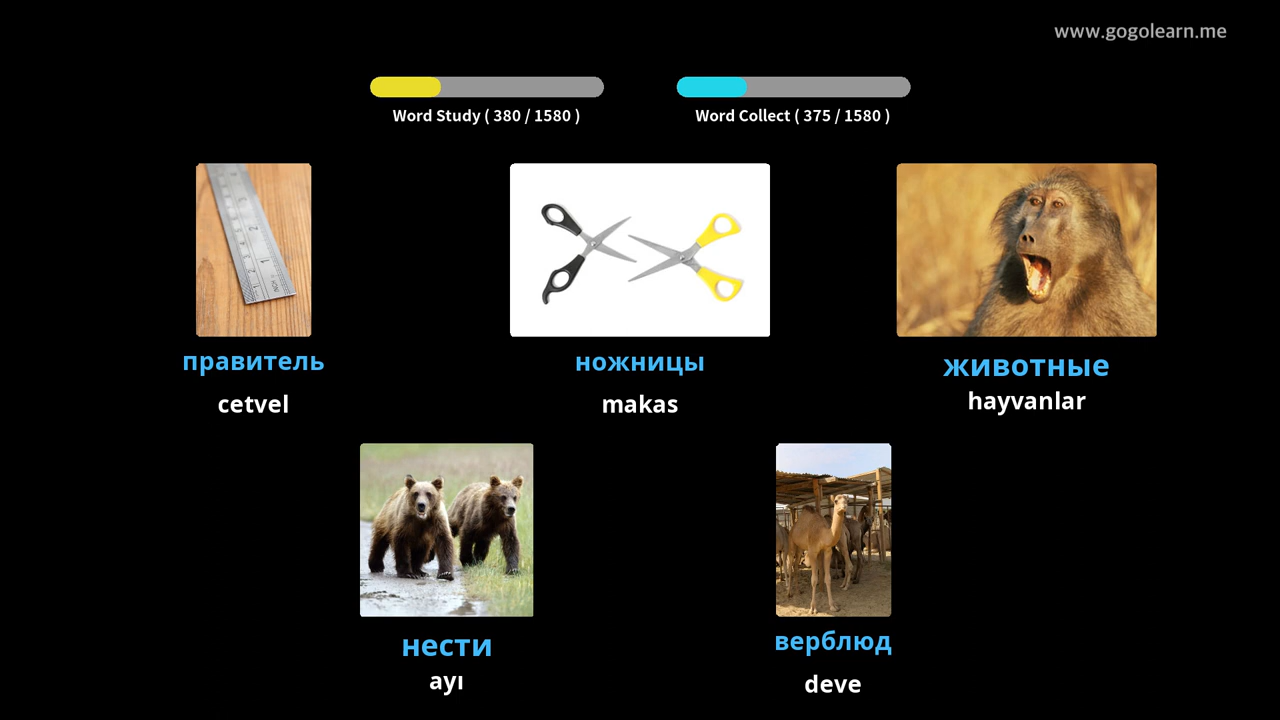 www.gogolearn.me
Word Study ( 380 / 1580 )
Word Collect ( 375 / 1580 )
правитель
cetvel
ножницы
makas
животные
hayvanlar
нести
ayı
верблюд
deve